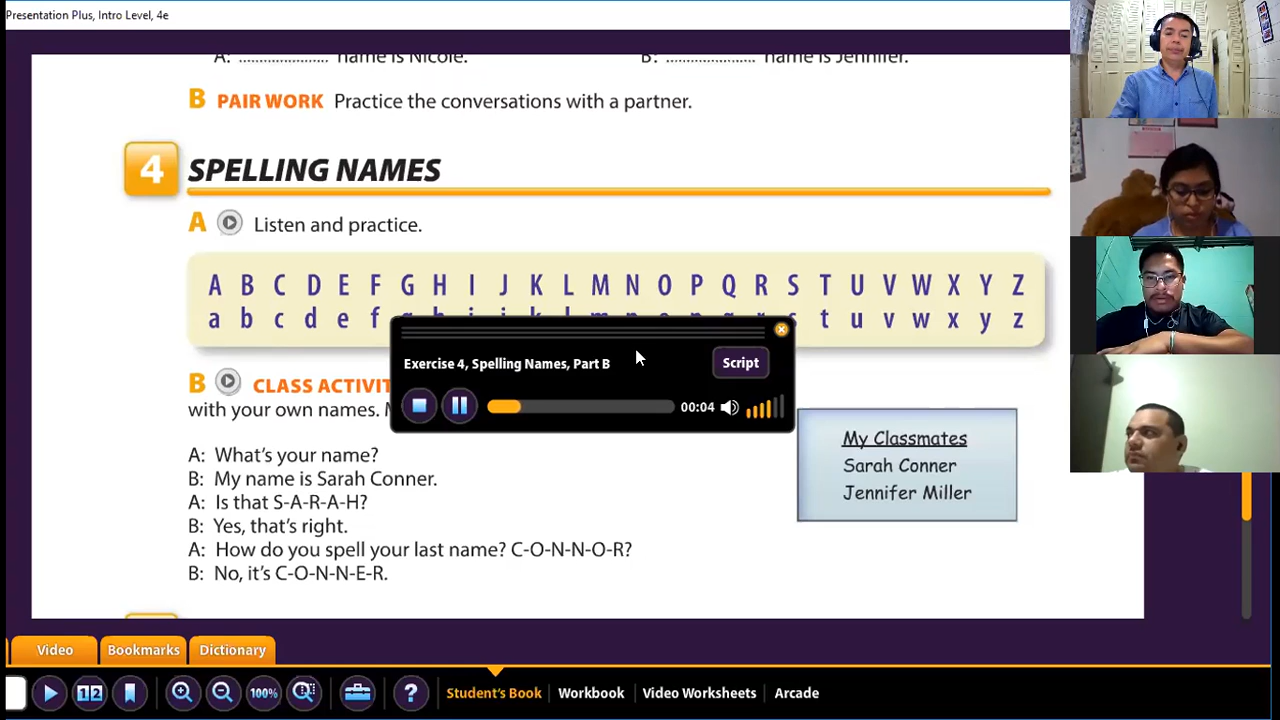 Presentation Plus, Intro Level, 4e
A: ..................... name is Nicole.
B: ..................... name is Jennifer.
B PAIR WORK Practice the conversations with a partner.
4 SPELLING NAMES
A Listen and practice.
A B C D E F G H I J K L M N O P Q R S T U V W X Y Z
a b c d e f g h i j k l m n o p q r s t u v w x y z
Exercise 4, Spelling Names, Part B
Script
00:04
B CLASS ACTIVIT
with your own names.
A: What's your name?
B: My name is Sarah Conner.
A: Is that S-A-R-A-H?
B: Yes, that's right.
A: How do you spell your last name? C-O-N-N-O-R?
B: No, it's C-O-N-N-E-R.
My Classmates
Sarah Conner
Jennifer Miller
Video Bookmarks Dictionary
1 2 100% ? Student's Book Workbook Video Worksheets Arcade